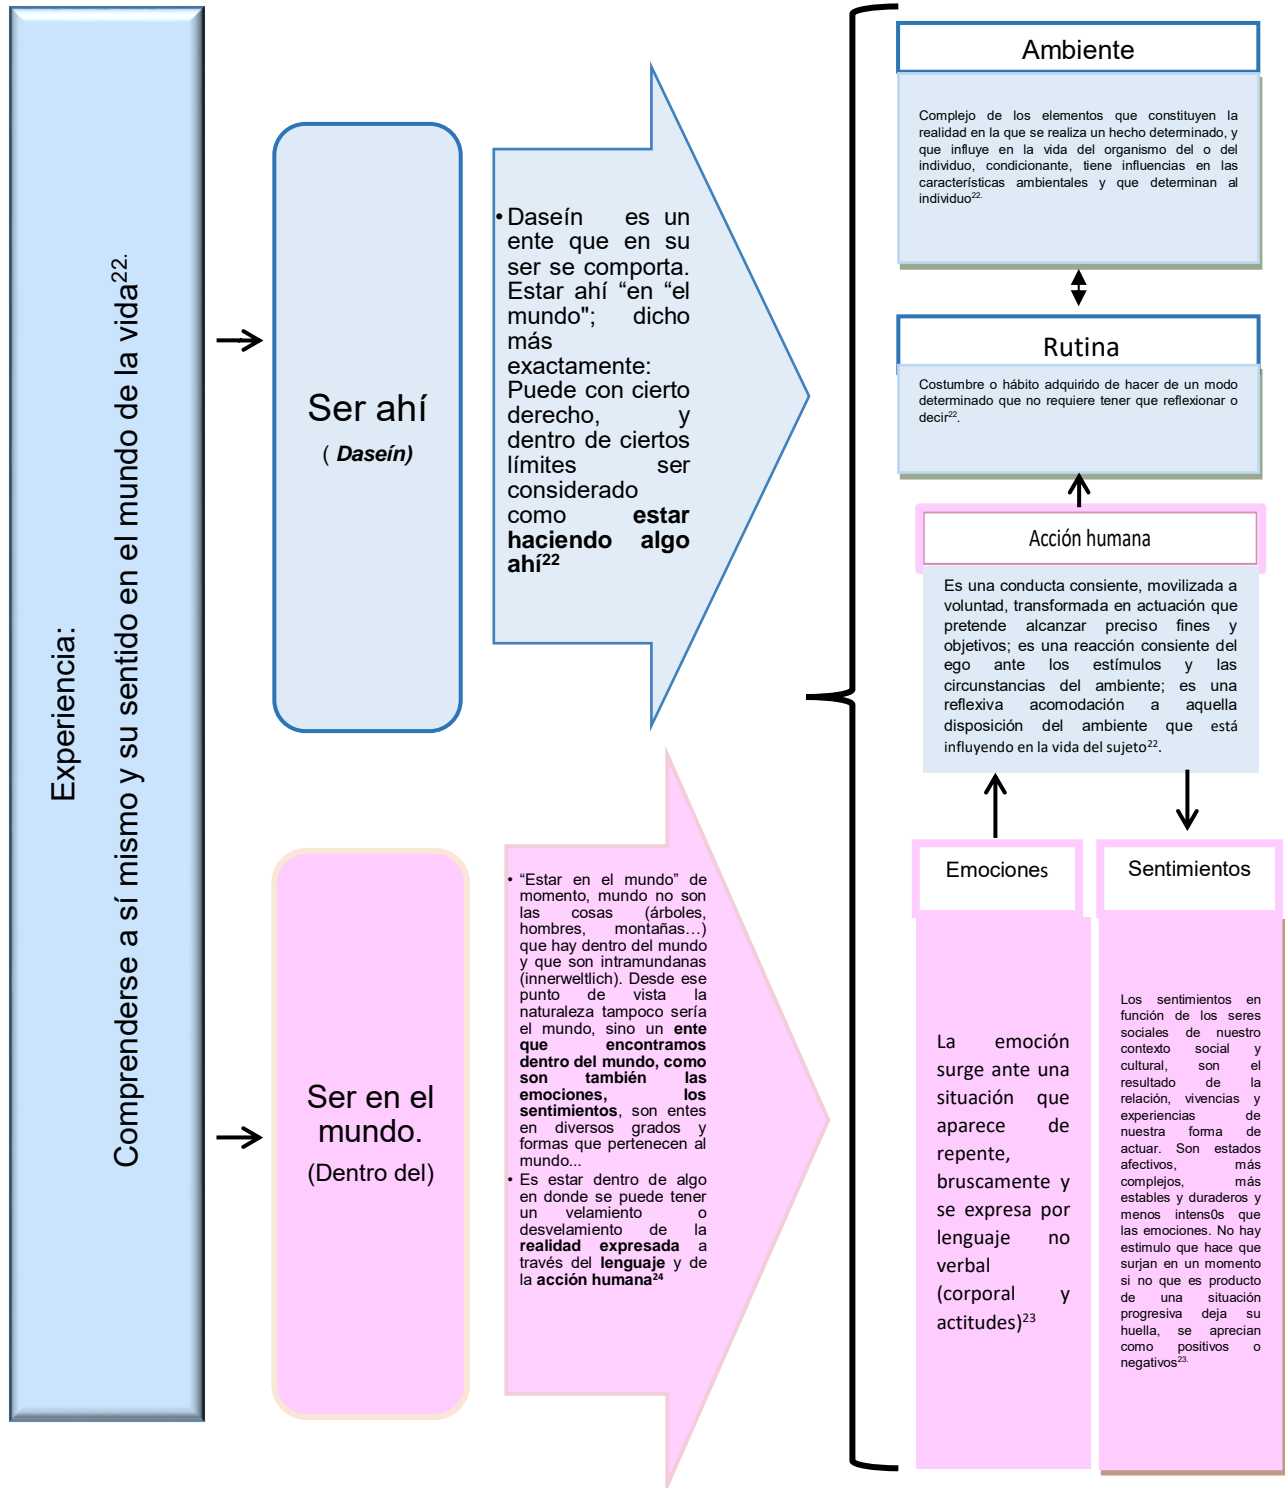 Experiencia:
Comprenderse a sí mismo y su sentido en el mundo de la vida22.
Ser ahí
( Daseín)
• Daseín es un
ente que en su
ser se comporta.
Estar ahí “en “el
mundo"; dicho
más
exactamente:
Puede con cierto
derecho, y
dentro de ciertos
límites ser
considerado
como estar
haciendo algo
ahí22
Ser en el
mundo.
(Dentro del)
• “Estar en el mundo” de
momento, mundo no son
las cosas (árboles,
hombres, montañas…)
que hay dentro del mundo
y que son intramundanas
(innerweltlich). Desde ese
punto de vista la
naturaleza tampoco sería
el mundo, sino un ente
que encontramos
dentro del mundo, como
son también las
emociones, los
sentimientos, son entes
en diversos grados y
formas que pertenecen al
mundo...
• Es estar dentro de algo
en donde se puede tener
un velamiento o
desvelamiento de la
realidad expresada a
través del lenguaje y de
la acción humana24
Ambiente
Complejo de los elementos que constituyen la
realidad en la que se realiza un hecho determinado, y
que influye en la vida del organismo del o del
individuo, condicionante, tiene influencias en las
características ambientales y que determinan al
individuo22.
Rutina
Costumbre o hábito adquirido de hacer de un modo
determinado que no requiere tener que reflexionar o
decir22.
Acción humana
Es una conducta consiente, movilizada a
voluntad, transformada en actuación que
pretende alcanzar preciso fines y
objetivos; es una reacción consiente del
ego ante los estímulos y las
circunstancias del ambiente; es una
reflexiva acomodación a aquella
disposición del ambiente que está
influyendo en la vida del sujeto22.
Emociones
La emoción
surge ante una
situación que
aparece de
repente,
bruscamente y
se expresa por
lenguaje no
verbal
(corporal y
actitudes)23
Sentimientos
Los sentimientos en
función de los seres
sociales de nuestro
contexto social y
cultural, son el
resultado de la
relación, vivencias y
experiencias de
nuestra forma de
actuar. Son estados
afectivos, más
complejos, más
estables y duraderos y
menos intens0s que
las emociones. No hay
estimulo que hace que
surjan en un momento
si no que es producto
de una situación
progresiva deja su
huella, se aprecian
como positivos o
negativos23.